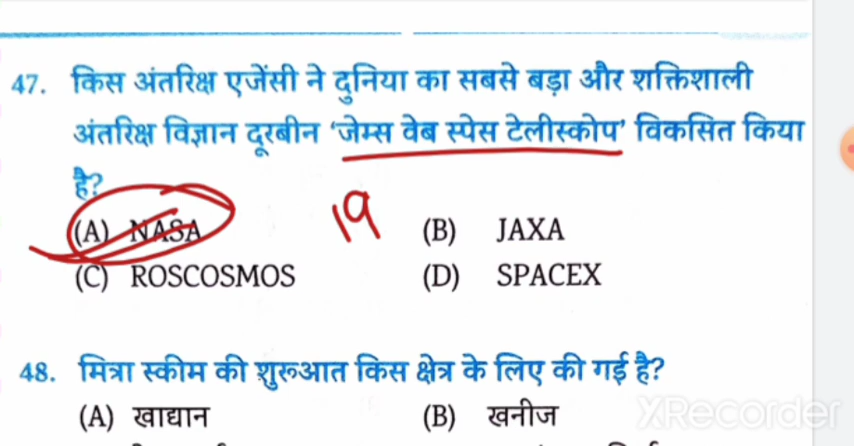 47. किस अंतरिक्ष एजेंसी ने दुनिया का सबसे बड़ा और शक्तिशाली
अंतरिक्ष विज्ञान दूरबीन ‘जेम्स वेब स्पेस टेलीस्कोप’ विकसित किया
है?
(A) NASA 19 (B) JAXA
(C) ROSCOSMOS (D) SPACEX
48. मित्रा स्कीम की शुरूआत किस क्षेत्र के लिए की गई है?
(A) खाद्यान (B) खनीज
XRecorder